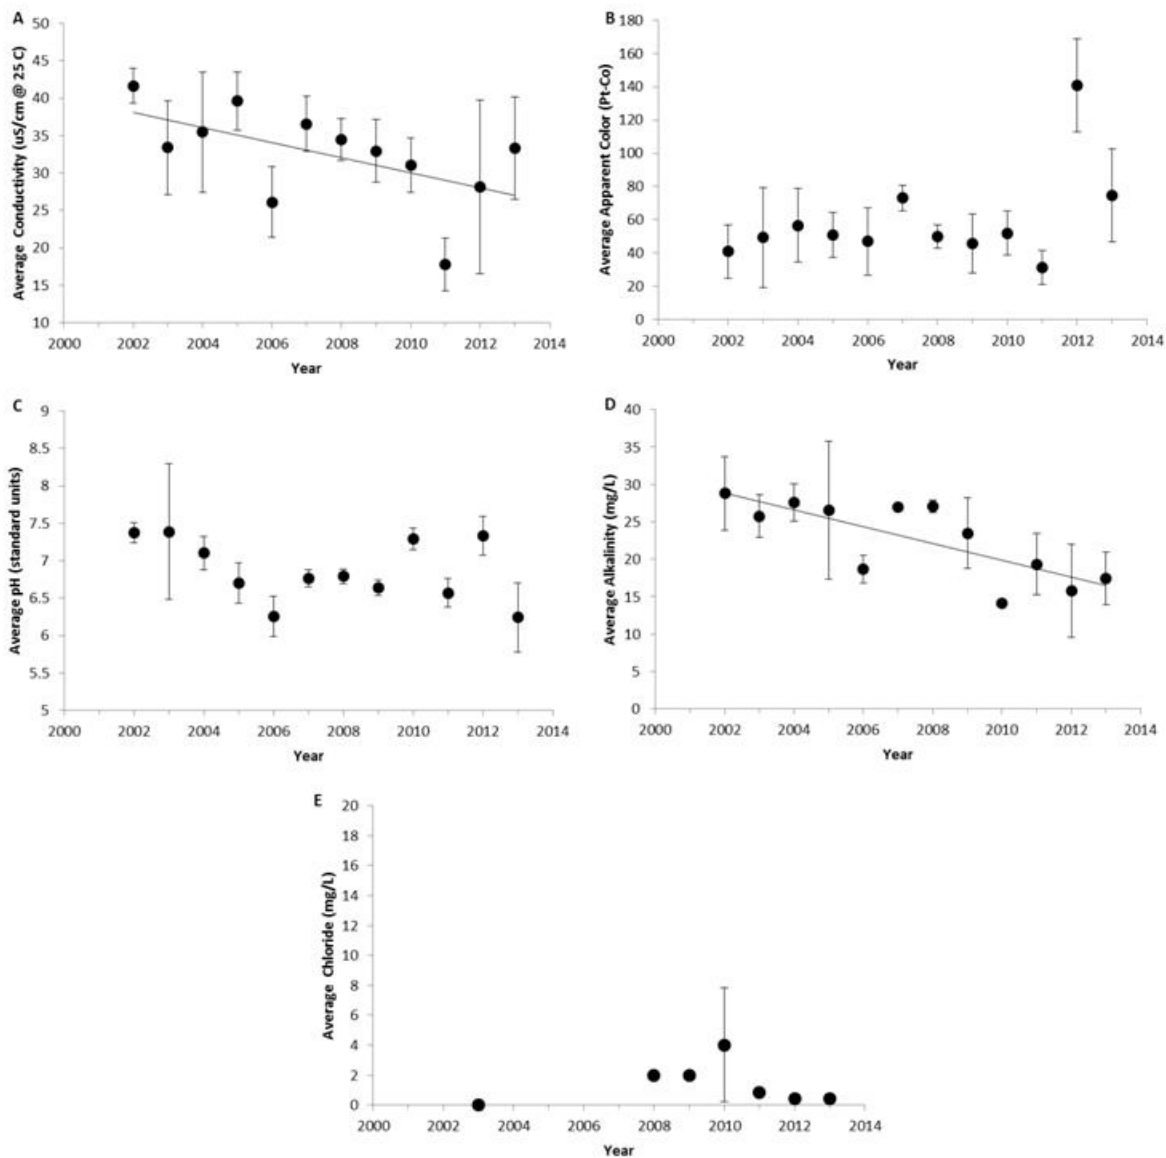 A
Average Conductivity (uS/cm @ 25 C)
50
45
40
35
30
25
20
15
10
2000 2002 2004 2006 2008 2010 2012 2014
Year
B
Average Apparent Color (Pt-Co)
180
160
140
120
100
80
60
40
20
0
2000 2002 2004 2006 2008 2010 2012 2014
Year
C
Average pH (standard units)
9
8.5
8
7.5
7
6.5
6
5.5
5
2000 2002 2004 2006 2008 2010 2012 2014
Year
D
Average Alkalinity (mg/L)
40
35
30
25
20
15
10
5
0
2000 2002 2004 2006 2008 2010 2012 2014
Year
E
Average Chloride (mg/L)
20
18
16
14
12
10
8
6
4
2
0
2000 2002 2004 2006 2008 2010 2012 2014
Year